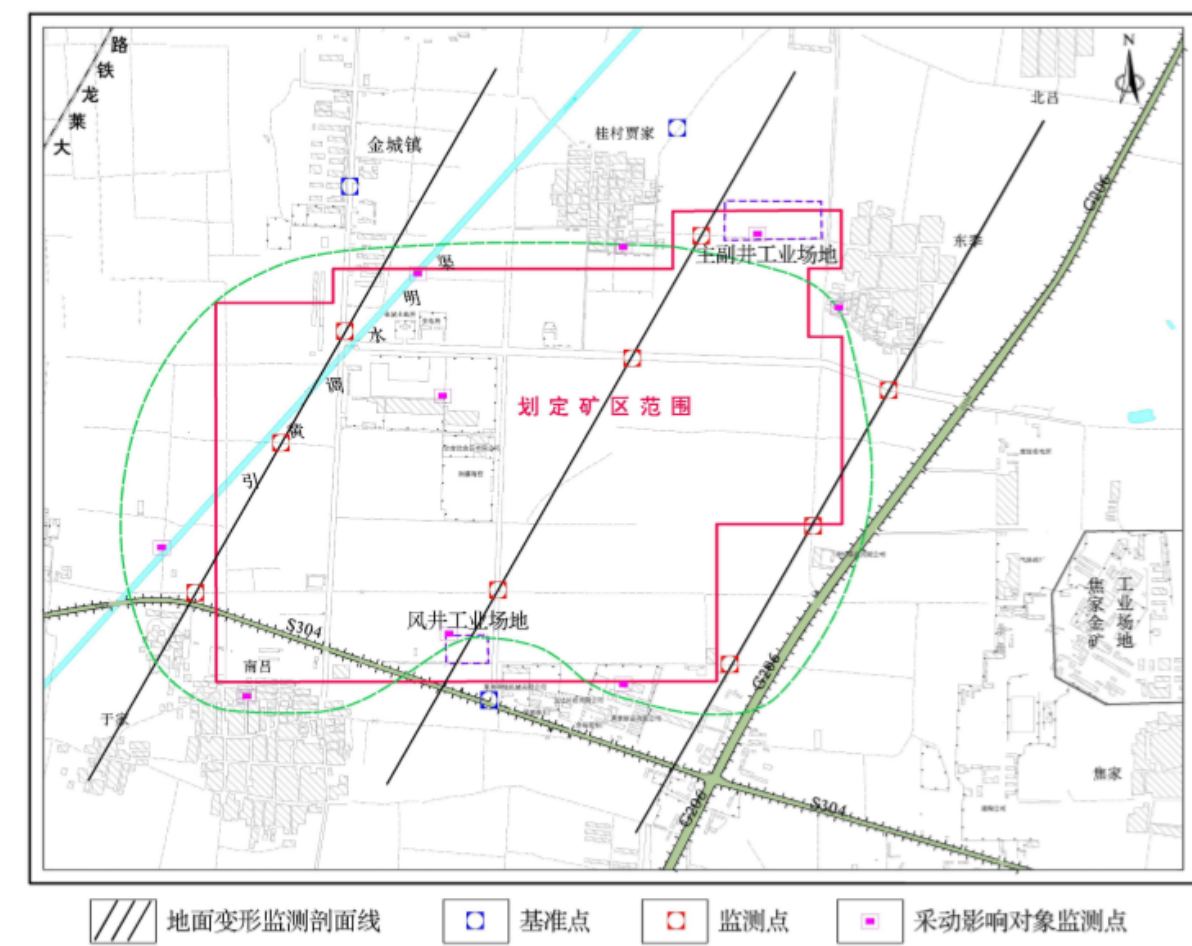 大莱龙铁路
N
北吕
金城镇
桂村贾家
G206
主副井工业场地
引黄调水明渠
划定矿区范围
风井工业场地
S304
南吕
于家
G206
G206
S304
焦家金矿
工业场地
焦家
地面变形监测剖面线
基准点
监测点
采动影响对象监测点